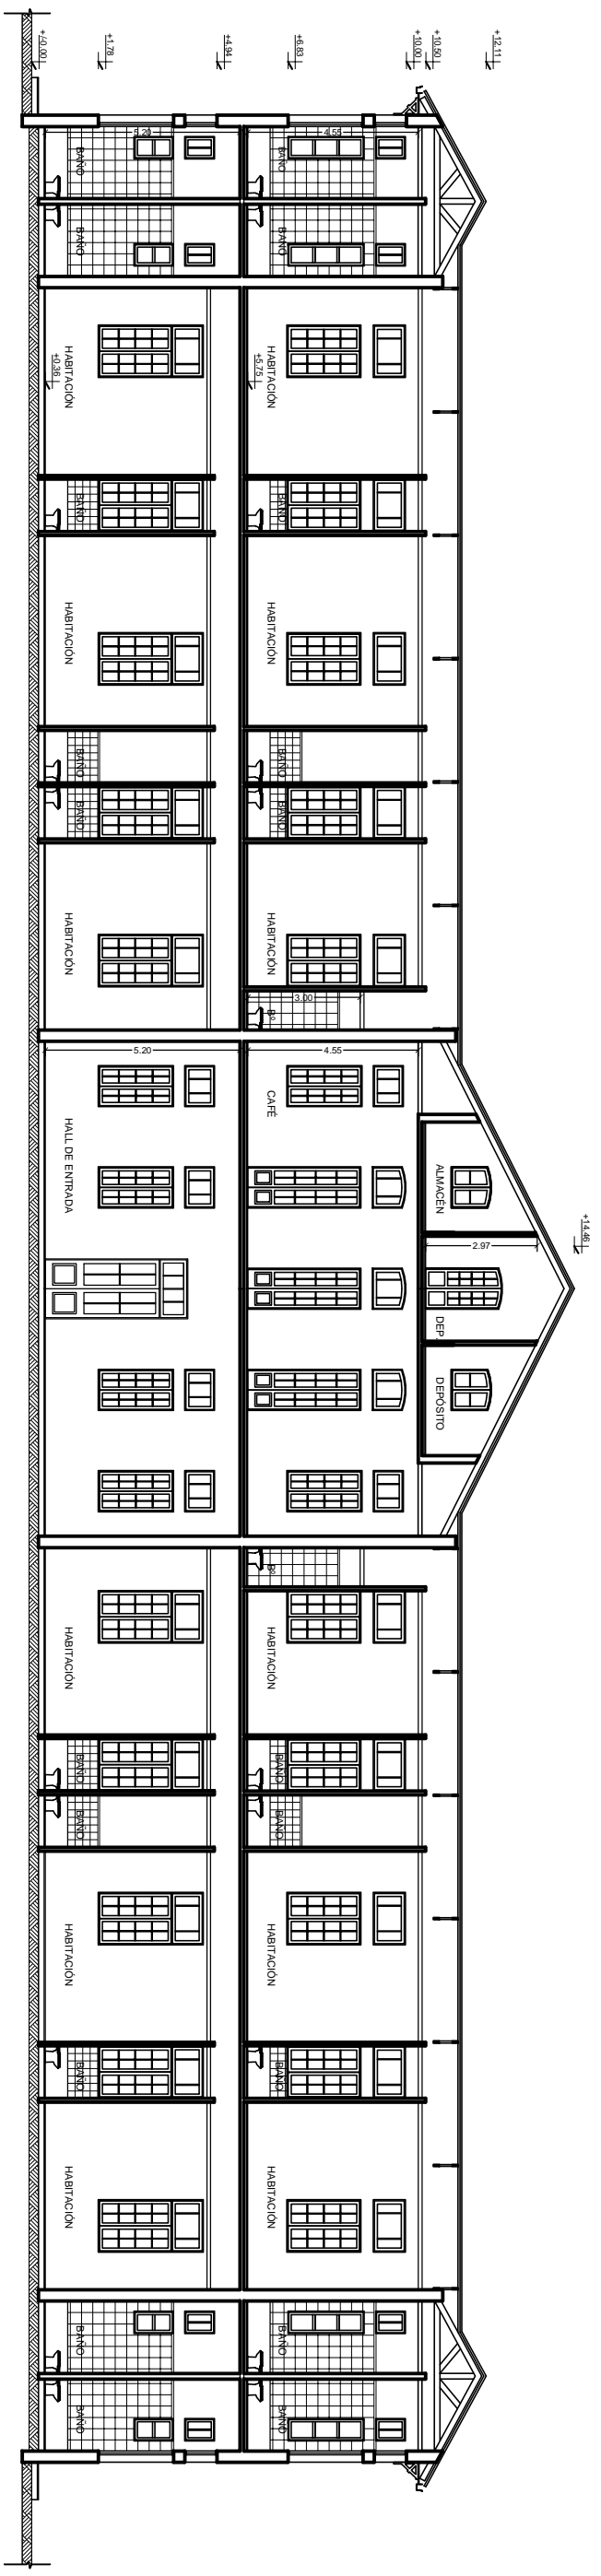 +14.46
+12.11
+10.50
+10.00
+6.83
+4.94
+1.78
+/-0.00
ALMACÉN
2.97
DEP.
DEPÓSITO
4.55
BAÑO
BAÑO
HABITACIÓN
+5.75
BAÑO
HABITACIÓN
BAÑO
BAÑO
HABITACIÓN
3.00
Bº
4.55
CAFÉ
Bº
HABITACIÓN
BAÑO
BAÑO
HABITACIÓN
BAÑO
HABITACIÓN
BAÑO
BAÑO
5.20
BAÑO
BAÑO
HABITACIÓN
+0.36
BAÑO
HABITACIÓN
BAÑO
BAÑO
HABITACIÓN
5.20
HALL DE ENTRADA
HABITACIÓN
BAÑO
BAÑO
HABITACIÓN
BAÑO
HABITACIÓN
BAÑO
BAÑO